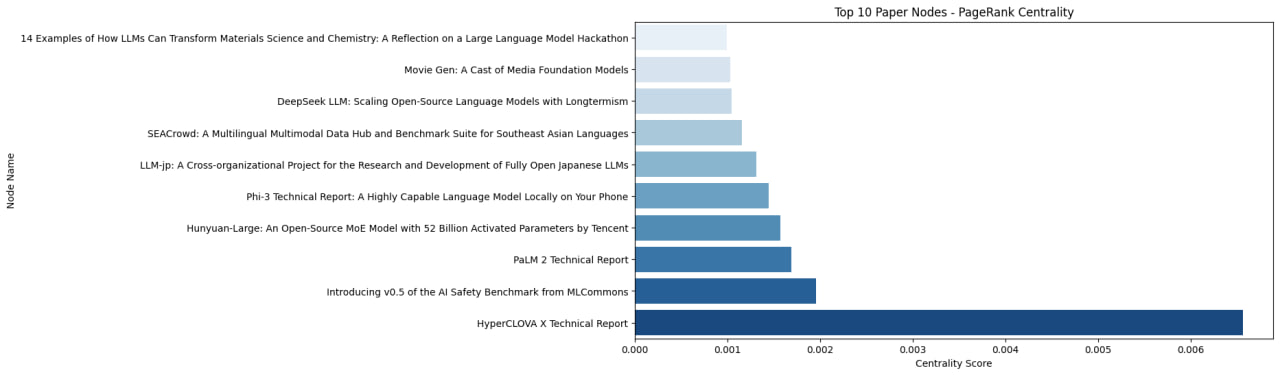 Top 10 Paper Nodes - PageRank Centrality
14 Examples of How LLMs Can Transform Materials Science and Chemistry: A Reflection on a Large Language Model Hackathon
Movie Gen: A Cast of Media Foundation Models
DeepSeek LLM: Scaling Open-Source Language Models with Longtermism
SEACrowd: A Multilingual Multimodal Data Hub and Benchmark Suite for Southeast Asian Languages
LLM-jp: A Cross-organizational Project for the Research and Development of Fully Open Japanese LLMs
Phi-3 Technical Report: A Highly Capable Language Model Locally on Your Phone
Hunyuan-Large: An Open-Source MoE Model with 52 Billion Activated Parameters by Tencent
PaLM 2 Technical Report
Introducing v0.5 of the AI Safety Benchmark from MLCommons
HyperCLOVA X Technical Report
Node Name
0.000 0.001 0.002 0.003 0.004 0.005 0.006
Centrality Score